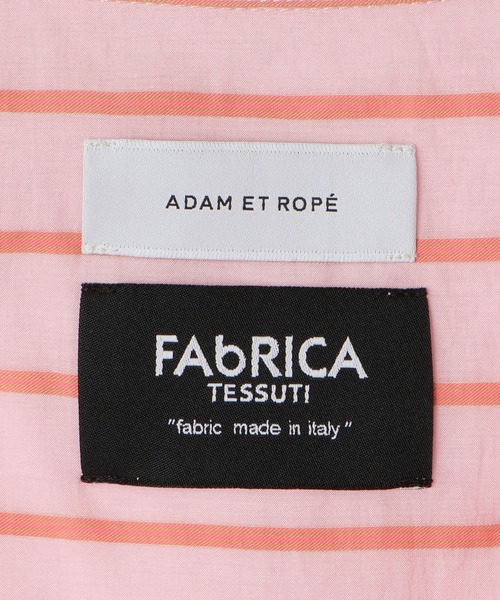 ADAM ET ROPÉ
FAbRICA
TESSUTI
"fabric made in italy"